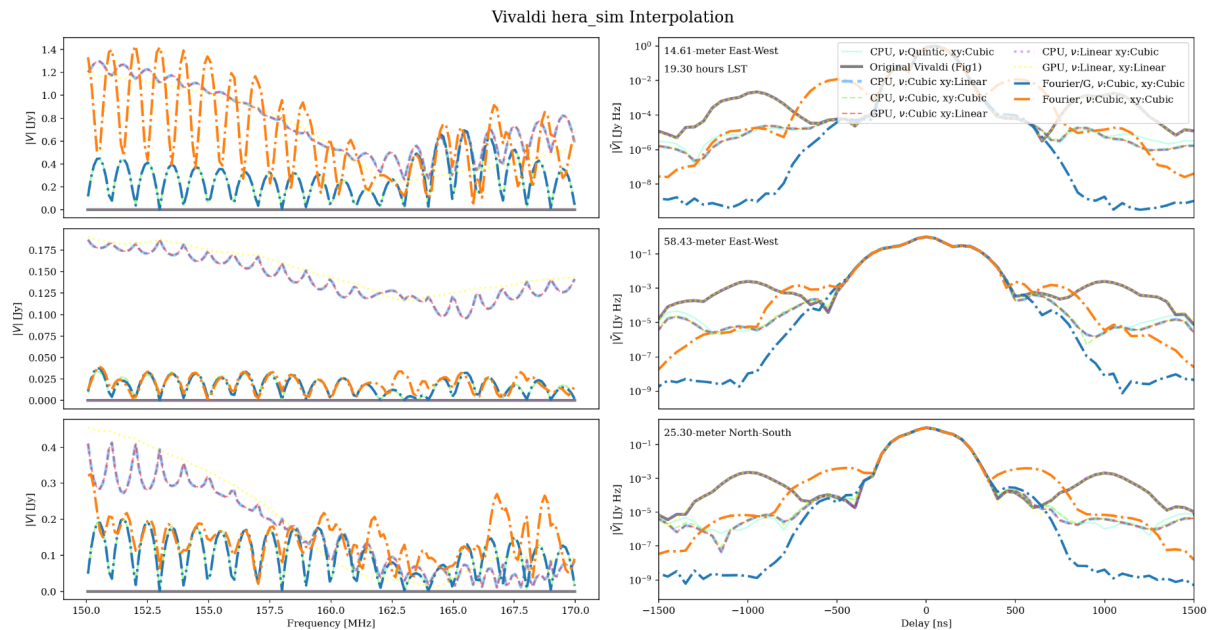 Vivaldi hera_sim Interpolation
|V| [Jy]
1.4
1.2
1.0
0.8
0.6
0.4
0.2
0.0
|Ṽ| [Jy Hz]
10⁰
10⁻²
10⁻⁴
10⁻⁶
10⁻⁸
14.61-meter East-West
19.30 hours LST
CPU, ν:Quintic, xy:Cubic
Original Vivaldi (Fig1)
CPU, ν:Cubic xy:Linear
CPU, ν:Cubic, xy:Cubic
GPU, ν:Cubic xy:Linear
CPU, ν:Linear xy:Cubic
GPU, ν:Linear, xy:Linear
Fourier/G, ν:Cubic, xy:Cubic
Fourier, ν:Cubic, xy:Cubic
|V| [Jy]
0.175
0.150
0.125
0.100
0.075
0.050
0.025
0.000
|Ṽ| [Jy Hz]
10⁻¹
10⁻³
10⁻⁵
10⁻⁷
10⁻⁹
58.43-meter East-West
|V| [Jy]
0.4
0.3
0.2
0.1
0.0
150.0 152.5 155.0 157.5 160.0 162.5 165.0 167.5 170.0
Frequency [MHz]
|Ṽ| [Jy Hz]
10⁻¹
10⁻³
10⁻⁵
10⁻⁷
10⁻⁹
25.30-meter North-South
−1500 −1000 −500 0 500 1000 1500
Delay [ns]